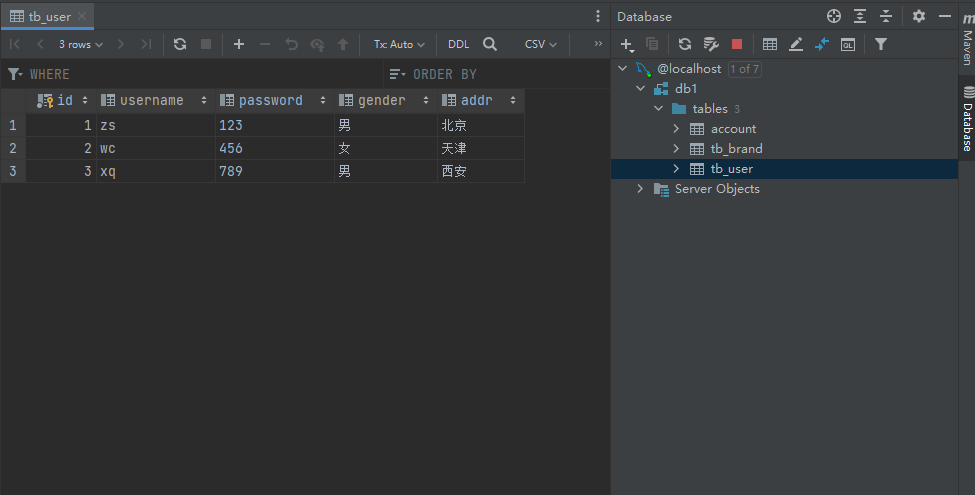 tb_user
Database
3 rows
Tx: Auto
DDL
CSV
WHERE
ORDER BY
id username password gender addr
1 1 zs 123 男 北京
2 2 wc 456 女 天津
3 3 xq 789 男 西安
@localhost 1 of 7
db1
tables 3
account
tb_brand
tb_user
Server Objects
QL
m Maven
Database